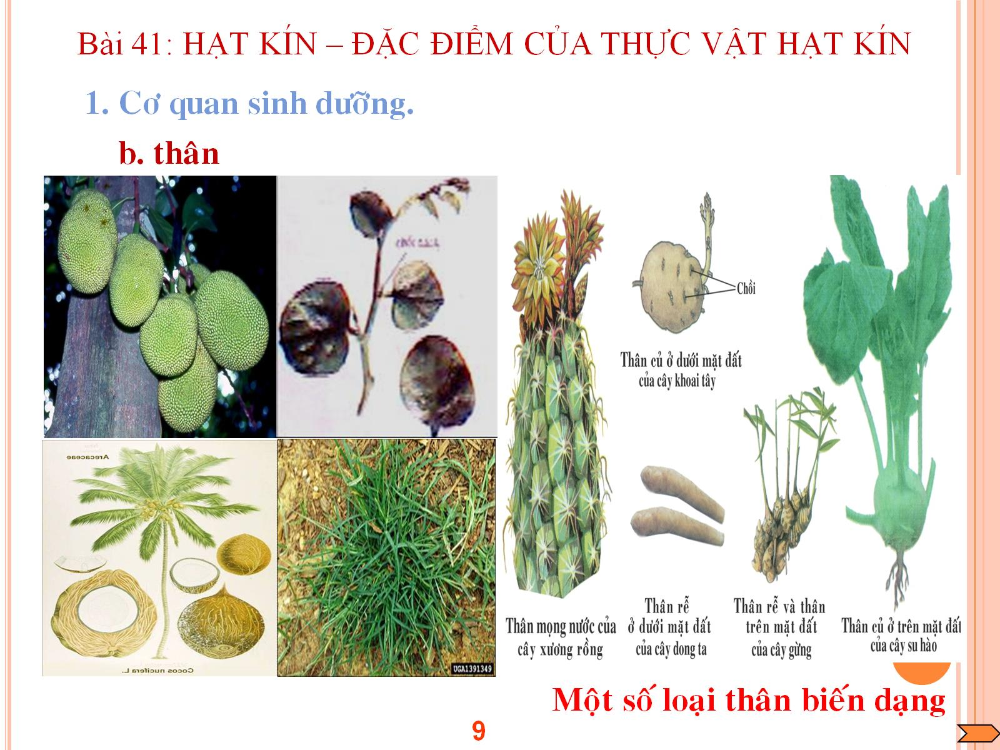 Bài 41: HẠT KÍN – ĐẶC ĐIỂM CỦA THỰC VẬT HẠT KÍN
1. Cơ quan sinh dưỡng.
b. thân
Arecaceae
Cocos nucifera L.
UGA1391349
Chồi
Thân củ ở dưới mặt đất
của cây khoai tây
Thân mọng nước của
cây xương rồng
Thân rễ
ở dưới mặt đất
của cây dong ta
Thân rễ và thân
trên mặt đất
của cây gừng
Thân củ ở trên mặt đất
của cây su hào
Một số loại thân biến dạng
9